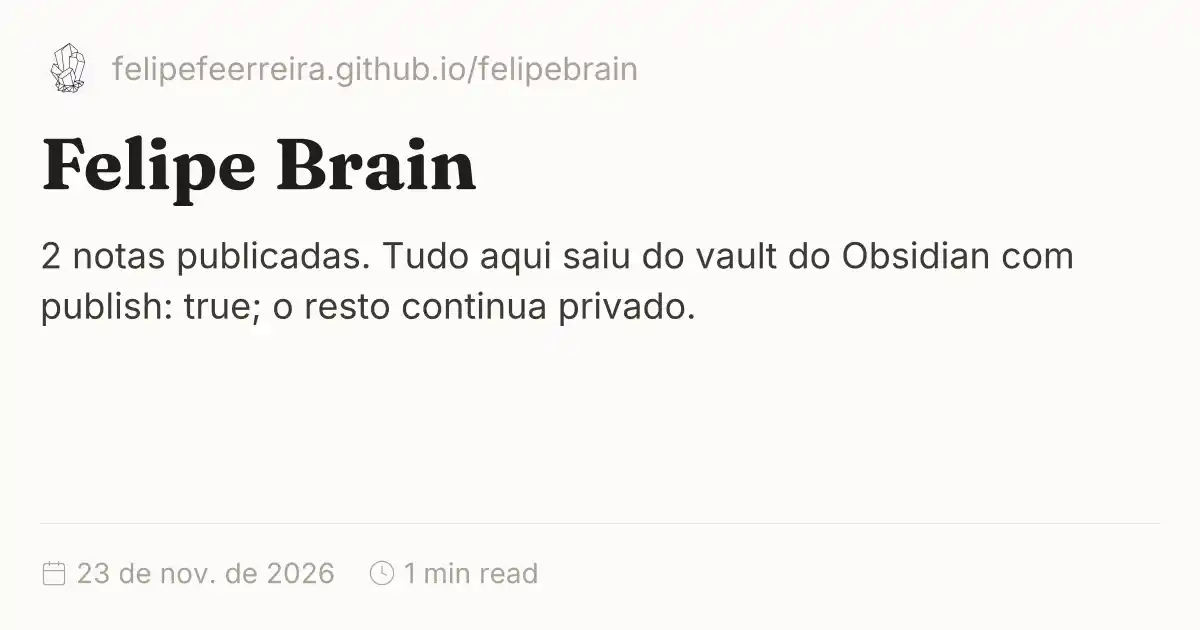 felipefeerreira.github.io/felipebrain
Felipe Brain
2 notas publicadas. Tudo aqui saiu do vault do Obsidian com
publish: true; o resto continua privado.
23 de nov. de 2026 1 min read